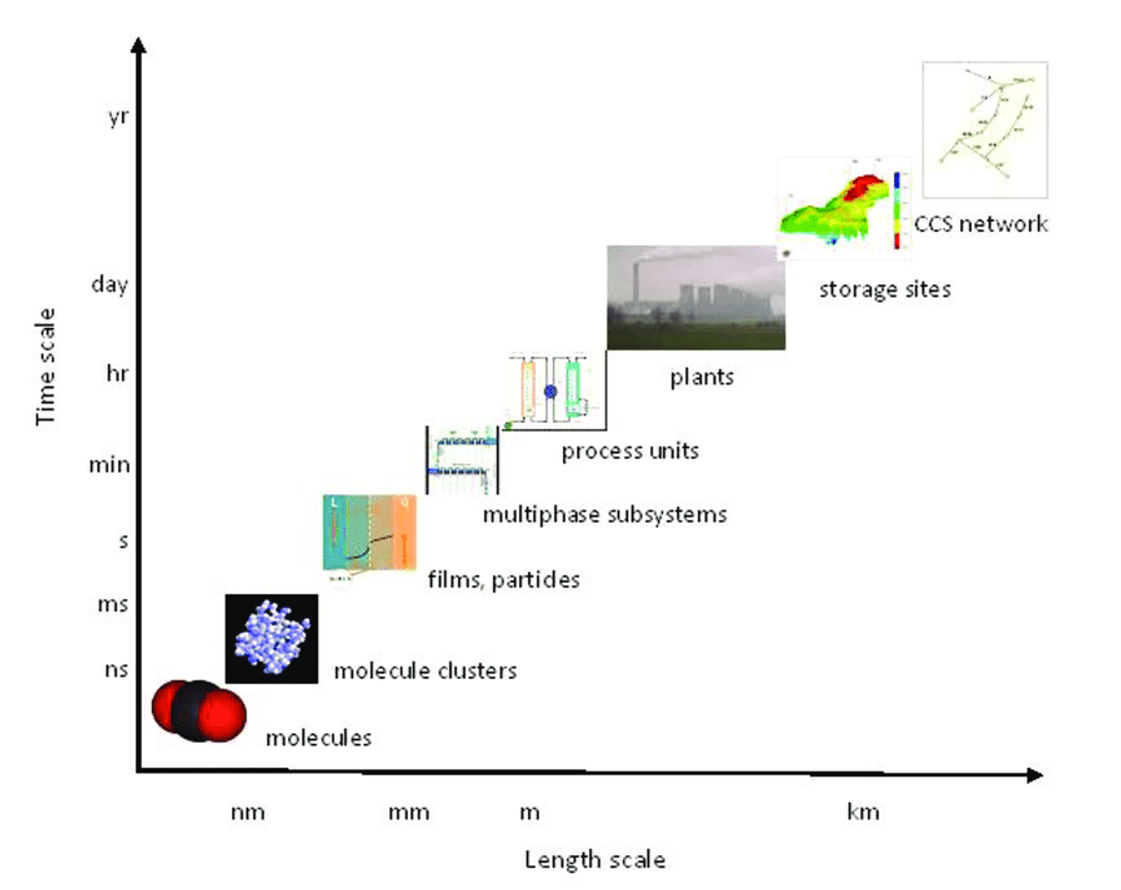 yr
CCS network
day
storage sites
Time scale
hr
plants
min
process units
multiphase subsystems
L
G
s
films, particles
ms
ns
molecule clusters
molecules
nm
mm
m
km
Length scale